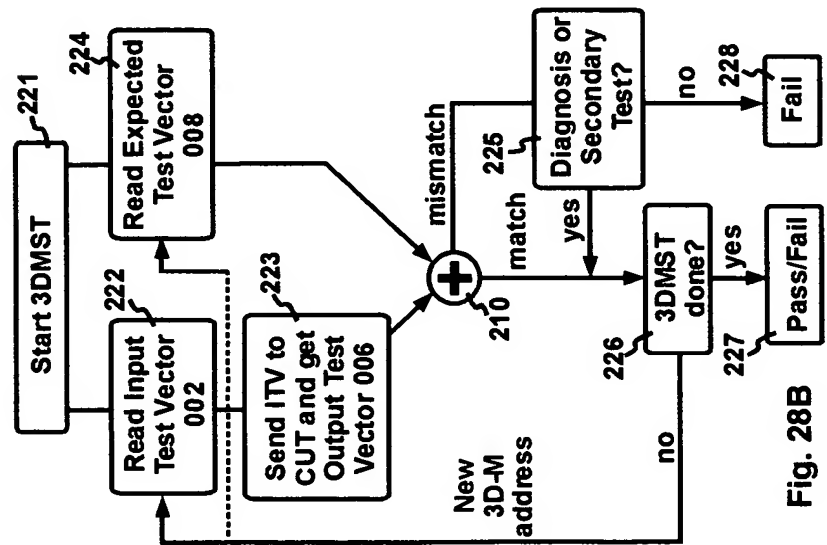 221
Start 3DMST
222
Read Input
Test Vector
002
224
Read Expected
Test Vector
008
223
Send ITV to
CUT and get
Output Test
Vector 006
210
mismatch
match
225
Diagnosis or
Secondary
Test?
yes
no
228
Fail
226
3DMST
done?
yes
no
227
Pass/Fail
New
3D-M
address
Fig. 28B